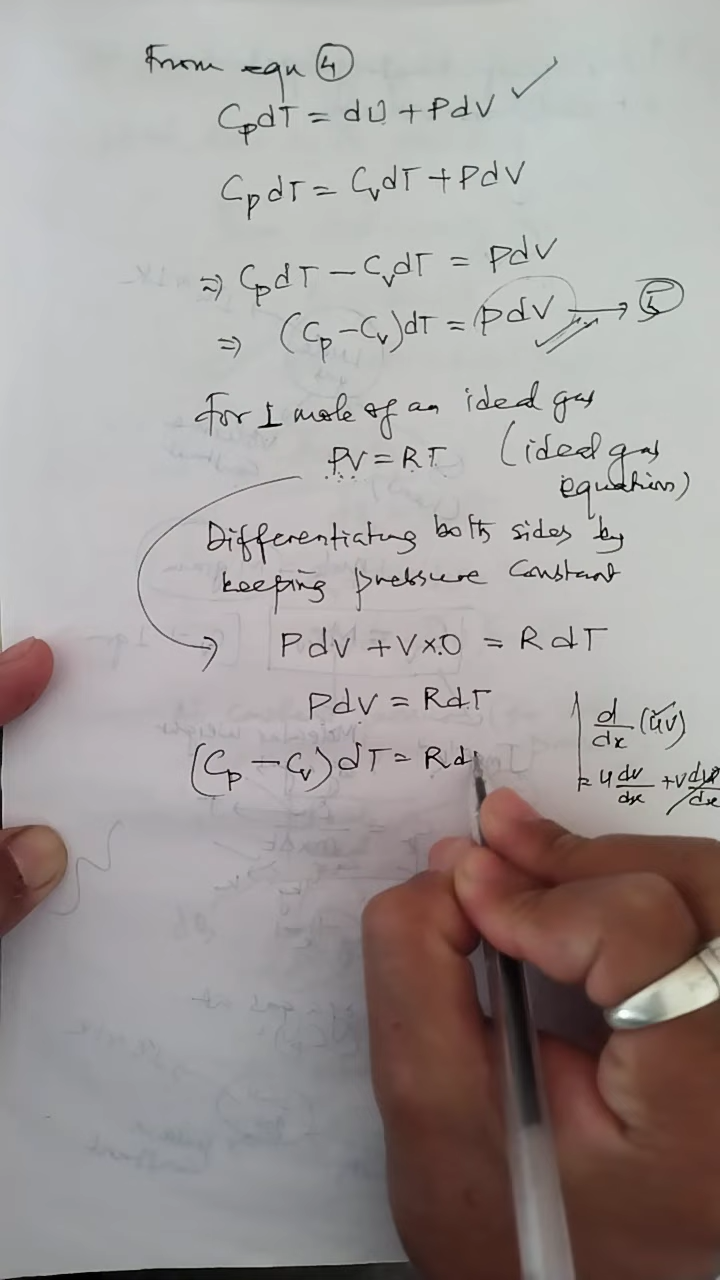 From equ ④
CpdT = dU + PdV ✓
CpdT = CvdT + PdV
⇒ CpdT − CvdT = PdV
⇒ (Cp − Cv)dT = PdV → ⑤
For 1 mole of an ideal gas
PV = RT (ideal gas
equation)
Differentiating both sides by
keeping pressure constant
PdV + V×0 = RdT
PdV = RdT
d/dx (uv)
= u dv/dx + v du/dx
(Cp − Cv) dT = Rd